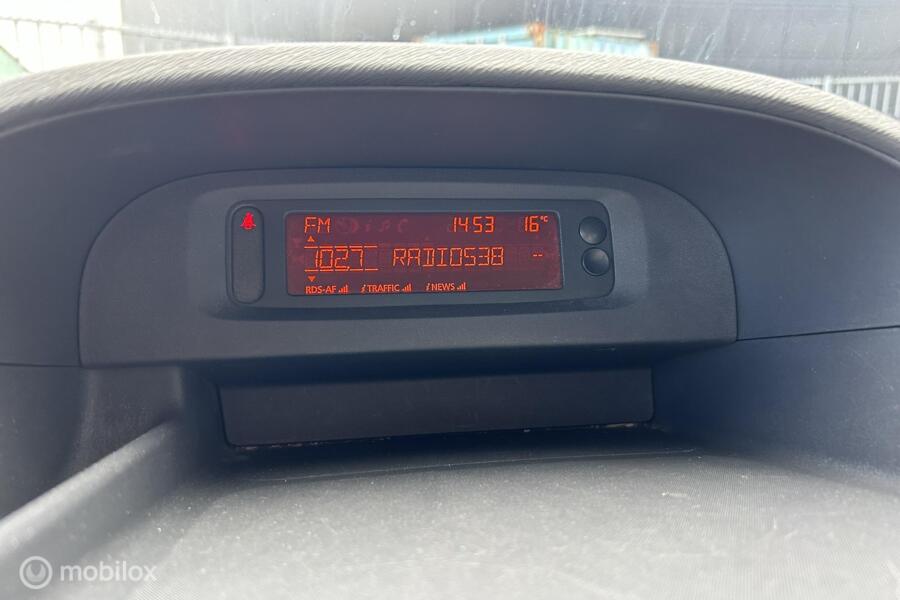 FM 14:53 16°C
102.7 RADIO538 --
RDS-AF i TRAFFIC i NEWS
mobilox